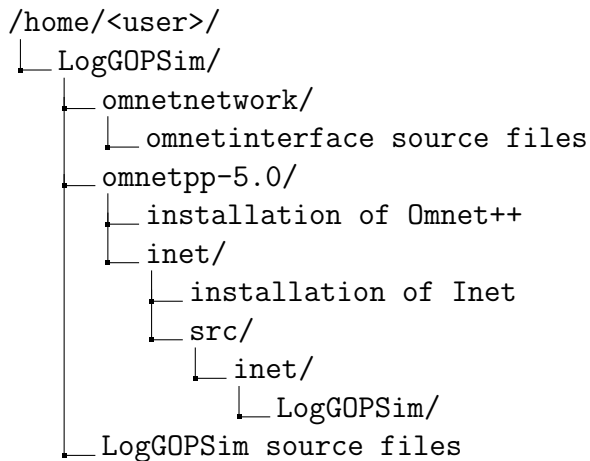 /home/<user>/
LogGOPSim/
omnetnetwork/
omnetinterface source files
omnetpp-5.0/
installation of Omnet++
inet/
installation of Inet
src/
inet/
LogGOPSim/
LogGOPSim source files